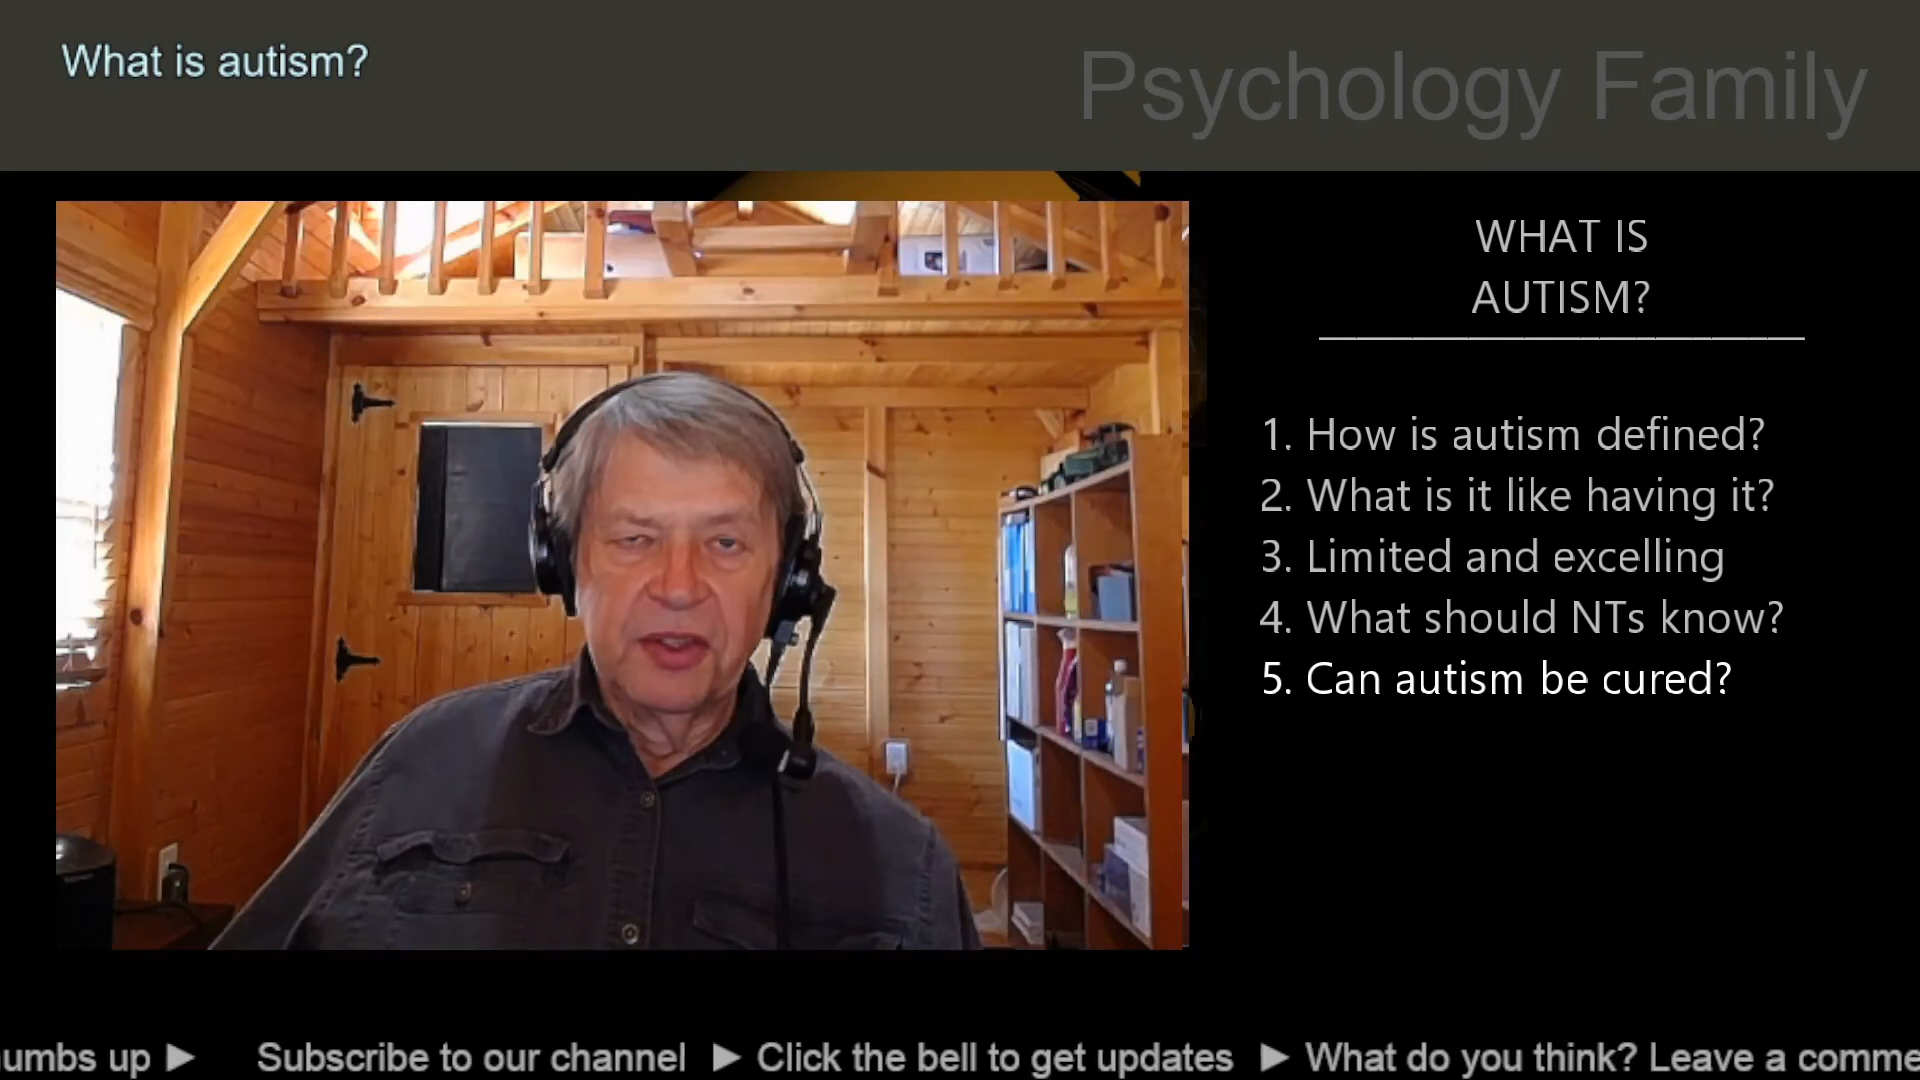 What is autism?
Psychology Family
WHAT IS
AUTISM?
1. How is autism defined?
2. What is it like having it?
3. Limited and excelling
4. What should NTs know?
5. Can autism be cured?
up ▶ Subscribe to our channel ▶ Click the bell to get updates ▶ What do you think? Leave a